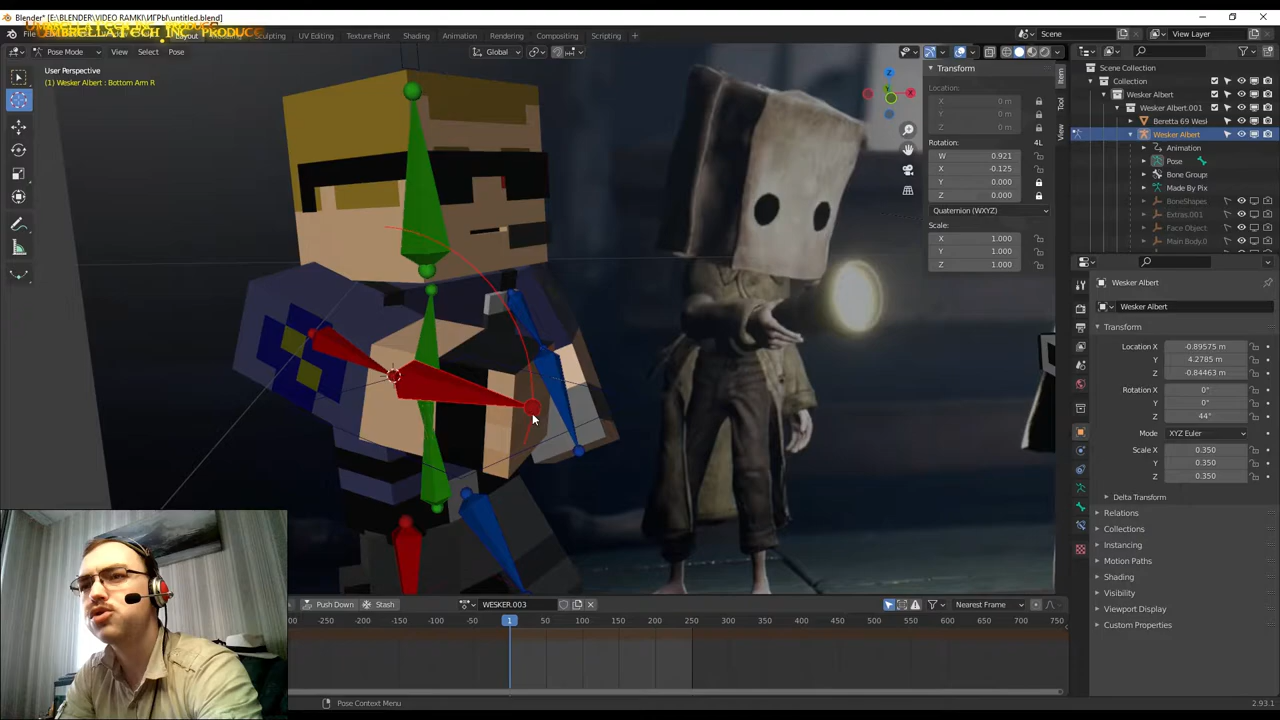 Blender* [E:\BLENDER\VIDEO RAMK\ИГРЫ\untitled.blend]
UMBRELLA TECH INC PRODUCE
Layout
Sculpting
UV Editing
Texture Paint
Shading
Animation
Rendering
Compositing
Scripting
Scene
View Layer
Pose Mode
View
Select
Pose
Global
User Perspective
(1) Wesker Albert : Bottom Arm R
Transform
Location:
X 0 m
Y 0 m
Z 0 m
Rotation: 4L
W 0.921
X -0.125
Y 0.000
Z 0.000
Quaternion (WXYZ)
Scale:
X 1.000
Y 1.000
Z 1.000
Item
Tool
View
Scene Collection
Collection
Wesker Albert
Wesker Albert.001
Beretta 69 Wesk
Wesker Albert
Animation
Pose
Bone Groups
Made By Pix
BoneShapes
Extras.001
Face Object
Main Body.0
Wesker Albert
Wesker Albert
Transform
Location X -0.89575 m
Y 4.2785 m
Z -0.84463 m
Rotation X 0°
Y 0°
Z 44°
Mode XYZ Euler
Scale X 0.350
Y 0.350
Z 0.350
Delta Transform
Relations
Collections
Instancing
Motion Paths
Shading
Visibility
Viewport Display
Custom Properties
Push Down
Stash
WESKER.003
Nearest Frame
-250 -200 -150 -100 -50 1 50 100 150 200 250 300 350 400 450 500 550 600 650 700 750
Pose Context Menu
2.93.1